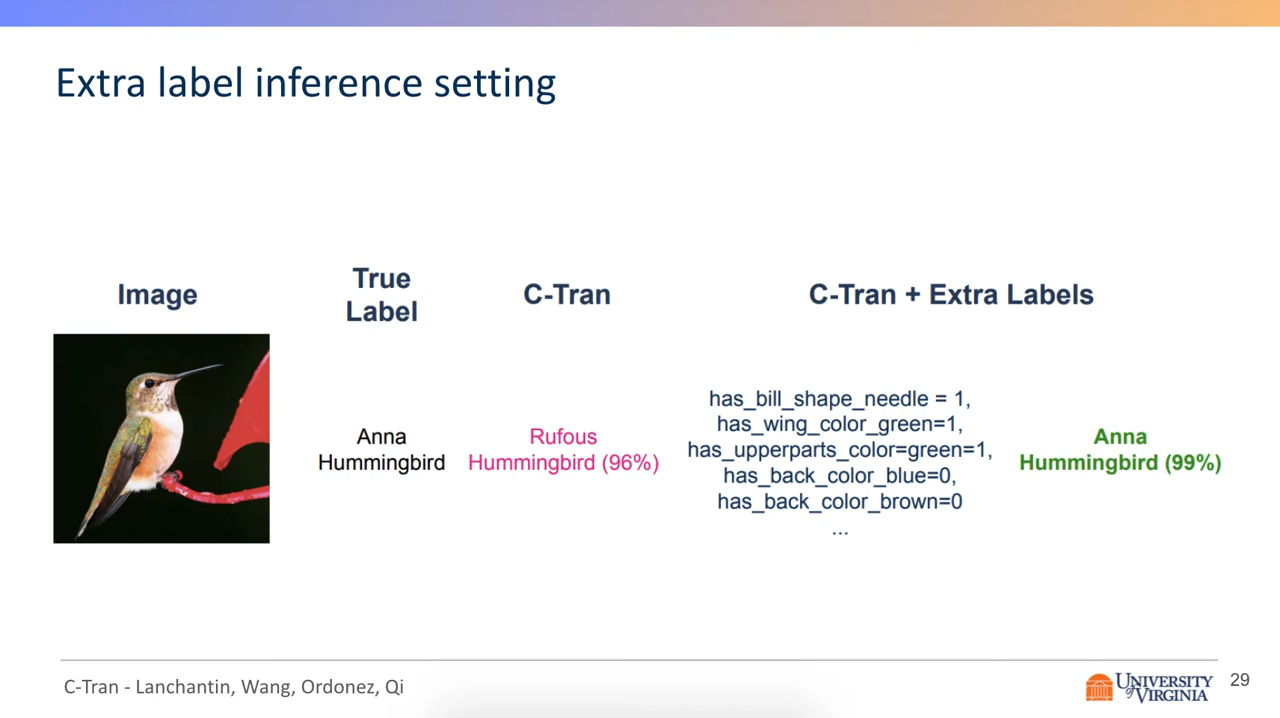 Extra label inference setting
Image
True
Label
C-Tran
C-Tran + Extra Labels
Anna
Hummingbird
Rufous
Hummingbird (96%)
has_bill_shape_needle = 1,
has_wing_color_green=1,
has_upperparts_color=green=1,
has_back_color_blue=0,
has_back_color_brown=0
...
Anna
Hummingbird (99%)
C-Tran - Lanchantin, Wang, Ordonez, Qi
UNIVERSITY
of VIRGINIA
29